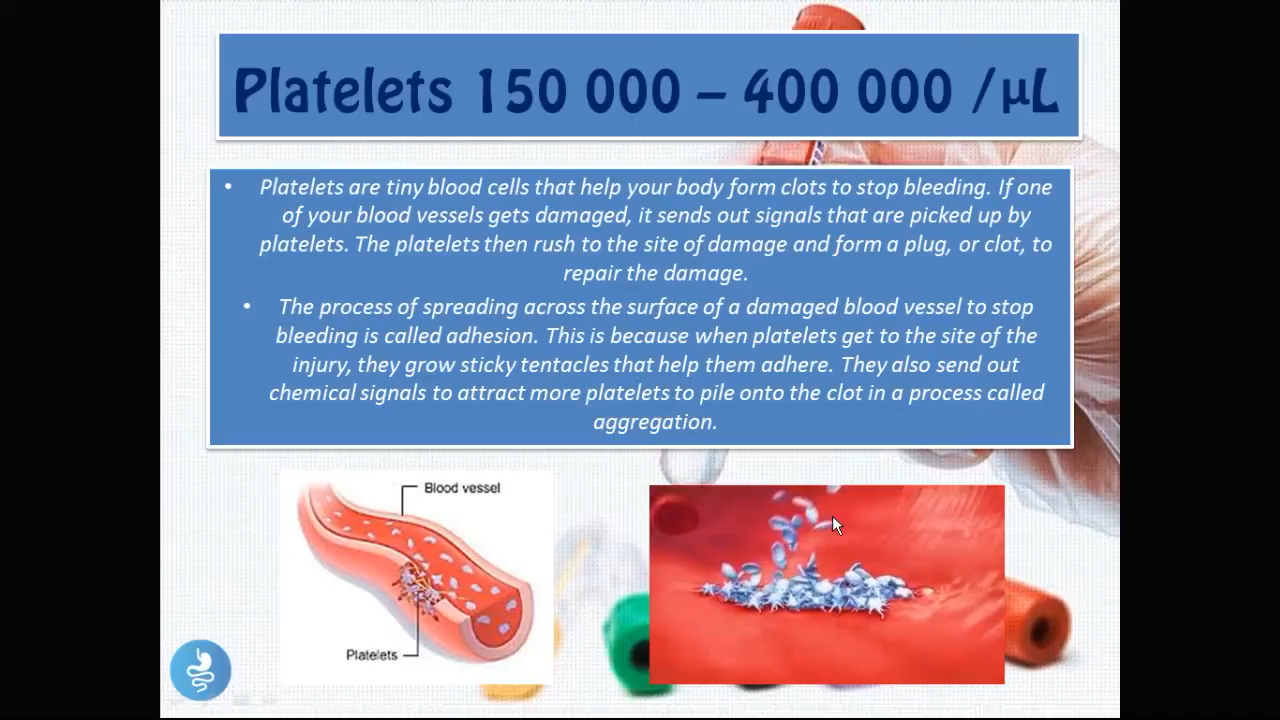 Platelets 150 000 – 400 000 /µL
• Platelets are tiny blood cells that help your body form clots to stop bleeding. If one
of your blood vessels gets damaged, it sends out signals that are picked up by
platelets. The platelets then rush to the site of damage and form a plug, or clot, to
repair the damage.
• The process of spreading across the surface of a damaged blood vessel to stop
bleeding is called adhesion. This is because when platelets get to the site of the
injury, they grow sticky tentacles that help them adhere. They also send out
chemical signals to attract more platelets to pile onto the clot in a process called
aggregation.
Blood vessel
Platelets